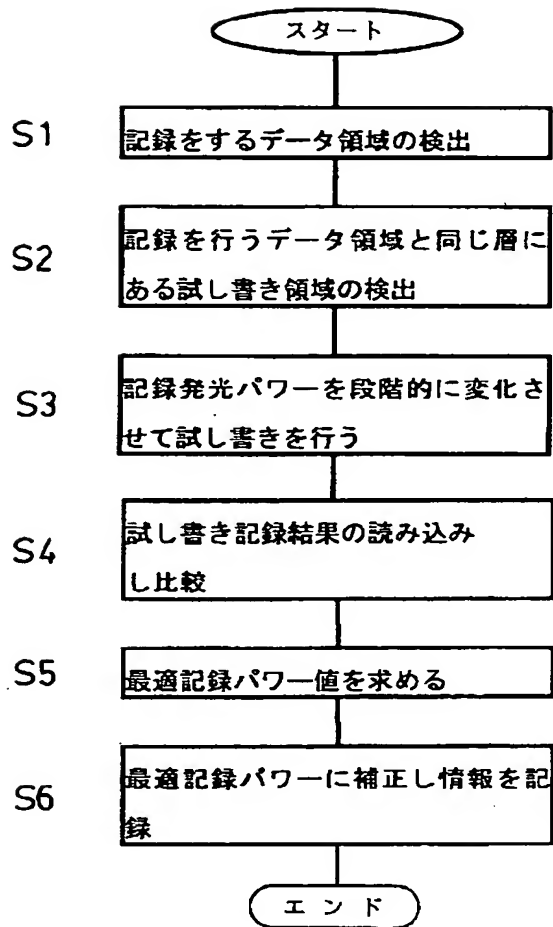 スタート
S1
記録をするデータ領域の検出
S2
記録を行うデータ領域と同じ層に
ある試し書き領域の検出
S3
記録発光パワーを段階的に変化さ
せて試し書きを行う
S4
試し書き記録結果の読み込み
し比較
S5
最適記録パワー値を求める
S6
最適記録パワーに補正し情報を記
録
エンド